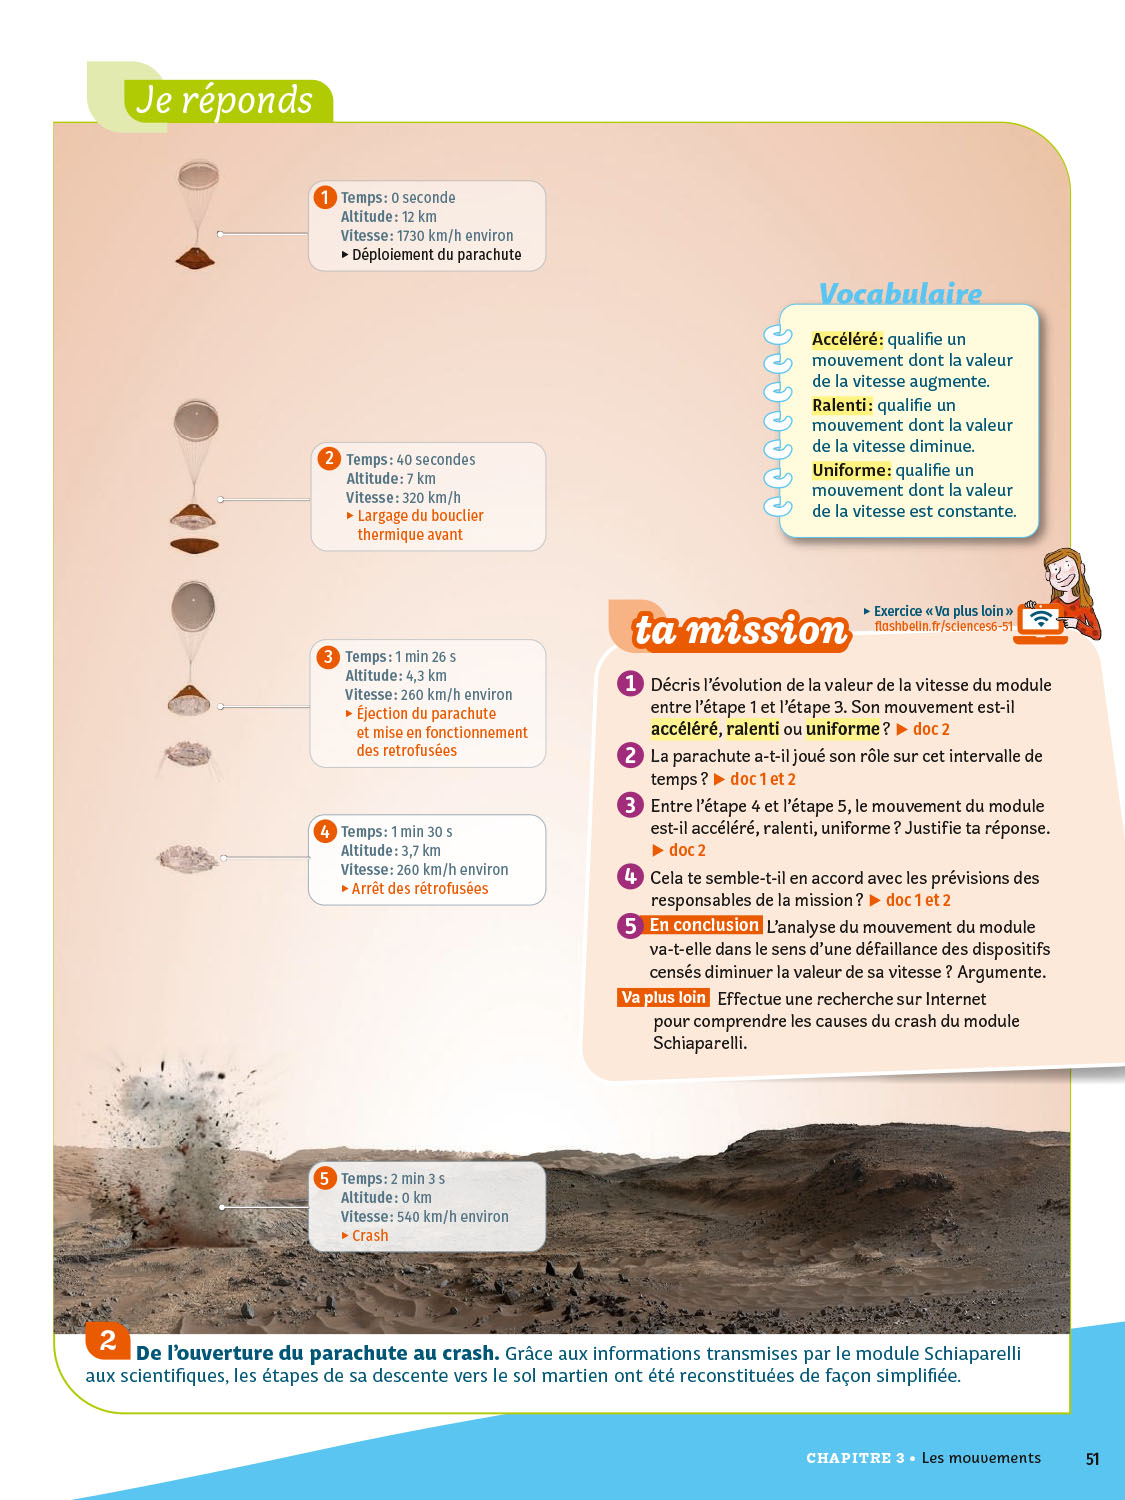 Je réponds
1 Temps : 0 seconde
Altitude : 12 km
Vitesse : 1730 km/h environ
▸ Déploiement du parachute
2 Temps : 40 secondes
Altitude : 7 km
Vitesse : 320 km/h
▸ Largage du bouclier
thermique avant
3 Temps : 1 min 26 s
Altitude : 4,3 km
Vitesse : 260 km/h environ
▸ Éjection du parachute
et mise en fonctionnement
des retrofusées
4 Temps : 1 min 30 s
Altitude : 3,7 km
Vitesse : 260 km/h environ
▸ Arrêt des rétrofusées
5 Temps : 2 min 3 s
Altitude : 0 km
Vitesse : 540 km/h environ
▸ Crash
Vocabulaire
Accéléré : qualifie un
mouvement dont la valeur
de la vitesse augmente.
Ralenti : qualifie un
mouvement dont la valeur
de la vitesse diminue.
Uniforme : qualifie un
mouvement dont la valeur
de la vitesse est constante.
ta mission
▸ Exercice « Va plus loin »
flashbelin.fr/sciences6-51
1 Décris l'évolution de la valeur de la vitesse du module
entre l'étape 1 et l'étape 3. Son mouvement est-il
accéléré, ralenti ou uniforme ? ▶ doc 2
2 La parachute a-t-il joué son rôle sur cet intervalle de
temps ? ▶ doc 1 et 2
3 Entre l'étape 4 et l'étape 5, le mouvement du module
est-il accéléré, ralenti, uniforme ? Justifie ta réponse.
▶ doc 2
4 Cela te semble-t-il en accord avec les prévisions des
responsables de la mission ? ▶ doc 1 et 2
5 En conclusion L'analyse du mouvement du module
va-t-elle dans le sens d'une défaillance des dispositifs
censés diminuer la valeur de sa vitesse ? Argumente.
Va plus loin Effectue une recherche sur Internet
pour comprendre les causes du crash du module
Schiaparelli.
2 De l'ouverture du parachute au crash. Grâce aux informations transmises par le module Schiaparelli
aux scientifiques, les étapes de sa descente vers le sol martien ont été reconstituées de façon simplifiée.
CHAPITRE 3 • Les mouvements 51